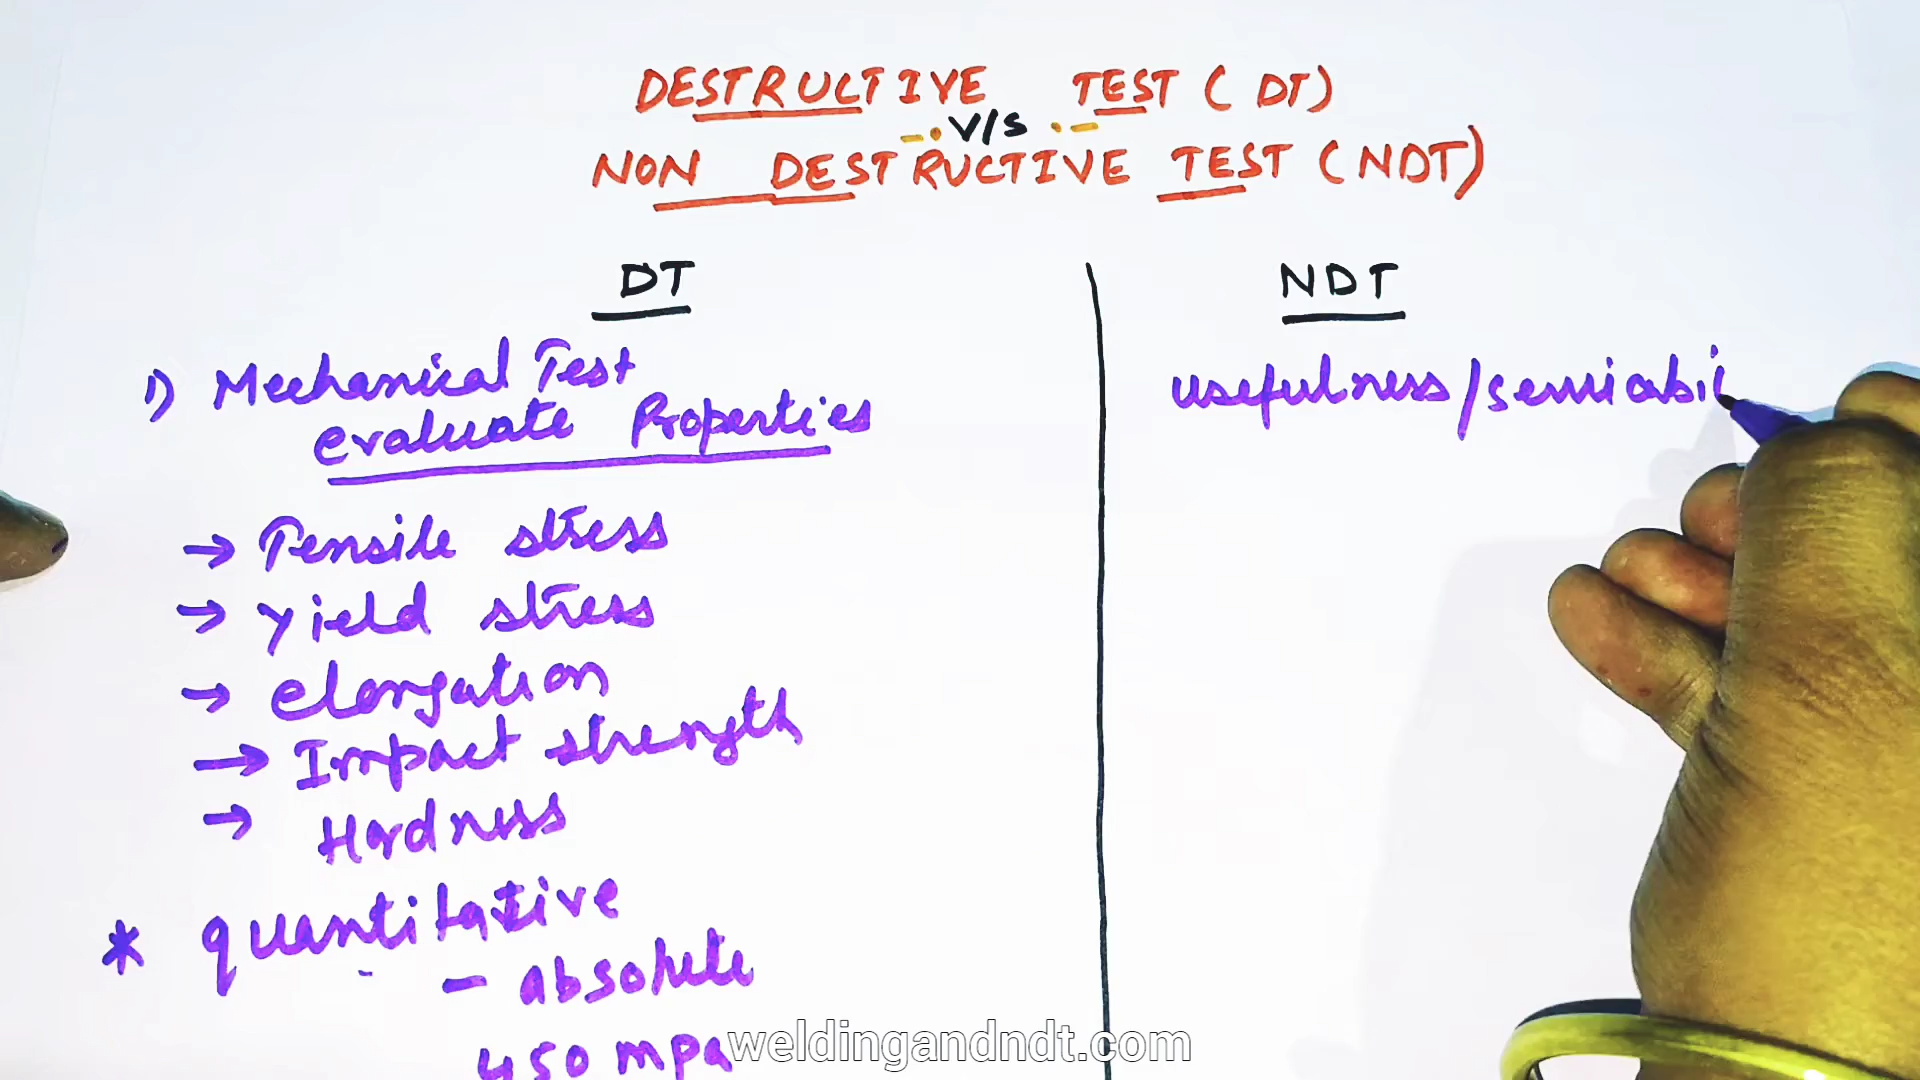 DESTRUCTIVE TEST (DT)
V/S
NON DESTRUCTIVE TEST (NDT)
DT
1) Mechanical Test
evaluate Properties
→ Tensile stress
→ Yield stress
→ elongation
→ Impact strength
→ Hardness
* quantitative
- absolute
450 mpa
NDT
usefulness/serviabi
weldingandndt.com